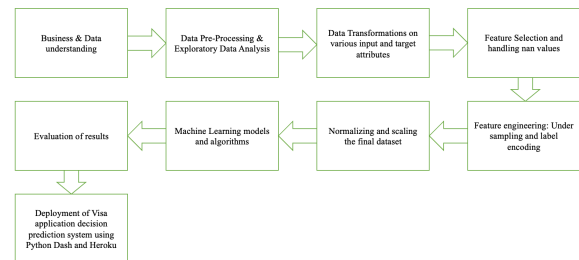 Business & Data
understanding
Data Pre-Processing &
Exploratory Data Analysis
Data Transformations on
various input and target
attributes
Feature Selection and
handling nan values
Evaluation of results
Machine Learning models
and algorithms
Normalizing and scaling
the final dataset
Feature engineering: Under
sampling and label
encoding
Deployment of Visa
application decision
prediction system using
Python Dash and Heroku